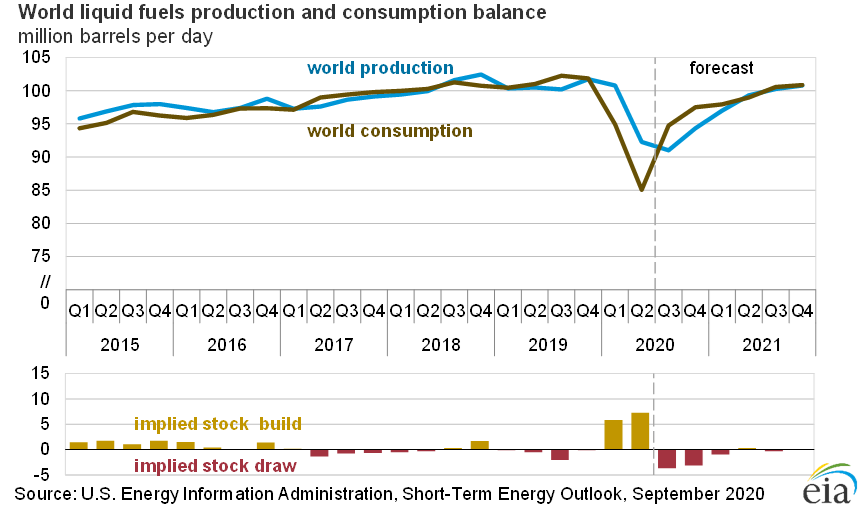 World liquid fuels production and consumption balance
million barrels per day
105
100
95
90
85
80
75
//
0
world production
world consumption
forecast
Q1 Q2 Q3 Q4 Q1 Q2 Q3 Q4 Q1 Q2 Q3 Q4 Q1 Q2 Q3 Q4 Q1 Q2 Q3 Q4 Q1 Q2 Q3 Q4 Q1 Q2 Q3 Q4
2015 2016 2017 2018 2019 2020 2021
15
10
5
0
-5
implied stock build
implied stock draw
Source: U.S. Energy Information Administration, Short-Term Energy Outlook, September 2020
eia